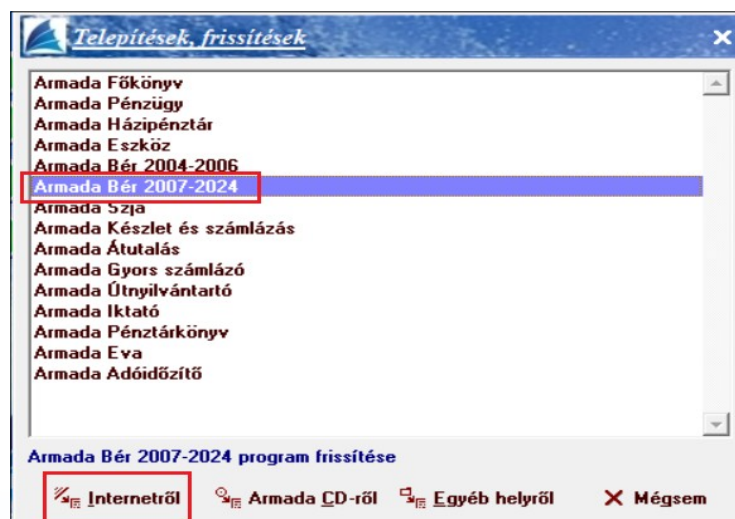 Telepítések, frissítések
Armada Főkönyv
Armada Pénzügy
Armada Házipénztár
Armada Eszköz
Armada Bér 2004-2006
Armada Bér 2007-2024
Armada Szja
Armada Készlet és számlázás
Armada Átutalás
Armada Gyors számlázó
Armada Útnyilvántartó
Armada Iktató
Armada Pénztárkönyv
Armada Eva
Armada Adóidőzítő
Armada Bér 2007-2024 program frissítése
Internetről Armada CD-ről Egyéb helyről Mégsem